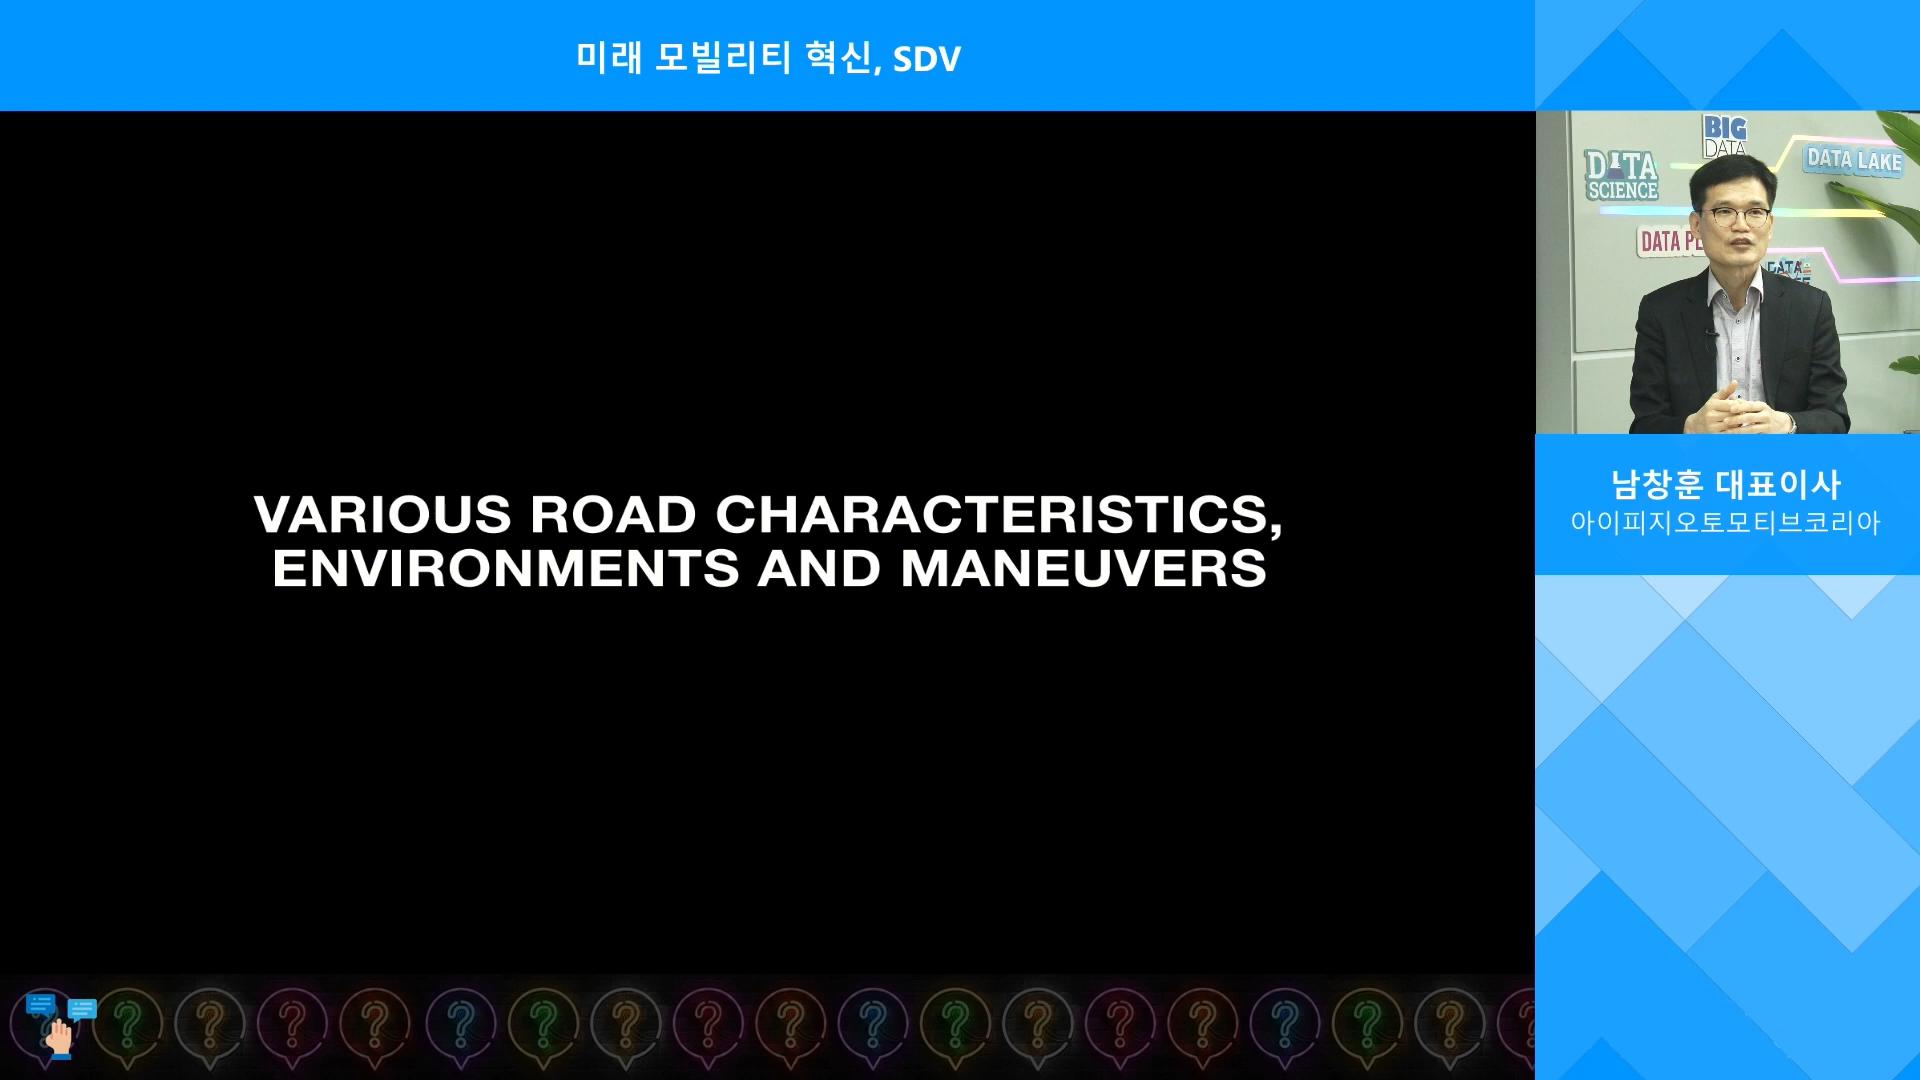 미래 모빌리티 혁신, SDV
BIG
DATA
DATA
SCIENCE
DATA LAKE
VARIOUS ROAD CHARACTERISTICS,
ENVIRONMENTS AND MANEUVERS
남창훈 대표이사
아이피지오토모티브코리아